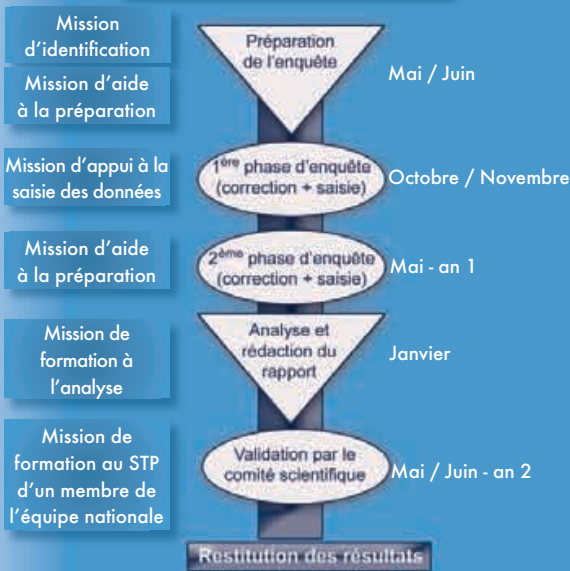 Mission
d'identification
Préparation
de l'enquête
Mai / Juin
Mission d'aide
à la préparation
Mission d'appui à la
saisie des données
1ère phase d'enquête
(correction + saisie)
Octobre / Novembre
Mission d'aide
à la préparation
2ème phase d'enquête
(correction + saisie)
Mai - an 1
Mission de
formation à
l'analyse
Analyse et
rédaction du
rapport
Janvier
Mission de
formation au STP
d'un membre de
l'équipe nationale
Validation par le
comité scientifique
Mai / Juin - an 2
Restitution des résultats